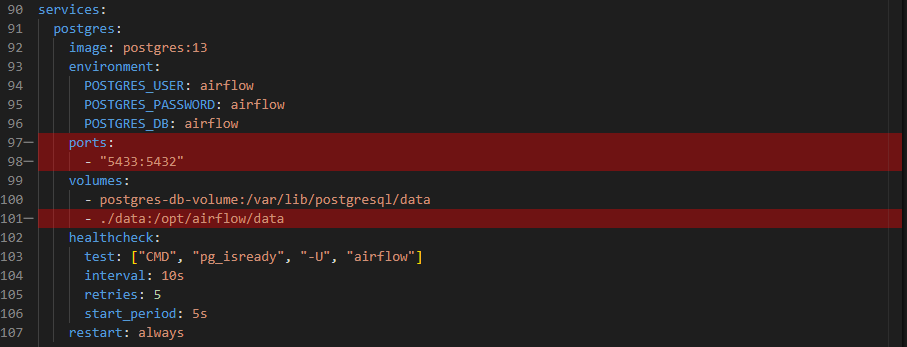 90 services:
91 postgres:
92 image: postgres:13
93 environment:
94 POSTGRES_USER: airflow
95 POSTGRES_PASSWORD: airflow
96 POSTGRES_DB: airflow
97— ports:
98— - "5433:5432"
99 volumes:
100 - postgres-db-volume:/var/lib/postgresql/data
101— - ./data:/opt/airflow/data
102 healthcheck:
103 test: ["CMD", "pg_isready", "-U", "airflow"]
104 interval: 10s
105 retries: 5
106 start_period: 5s
107 restart: always